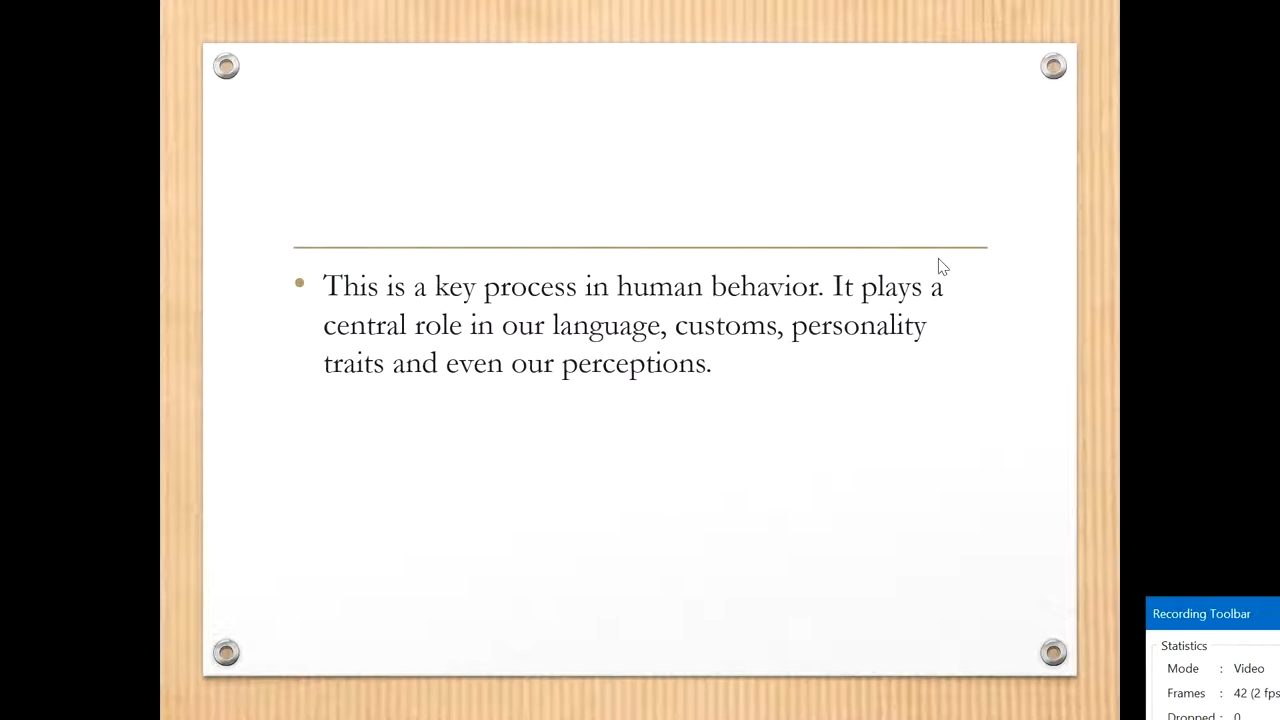 • This is a key process in human behavior. It plays a
central role in our language, customs, personality
traits and even our perceptions.
Recording Toolbar
Statistics
Mode : Video
Frames : 42 (2 fps
Dropped : 0